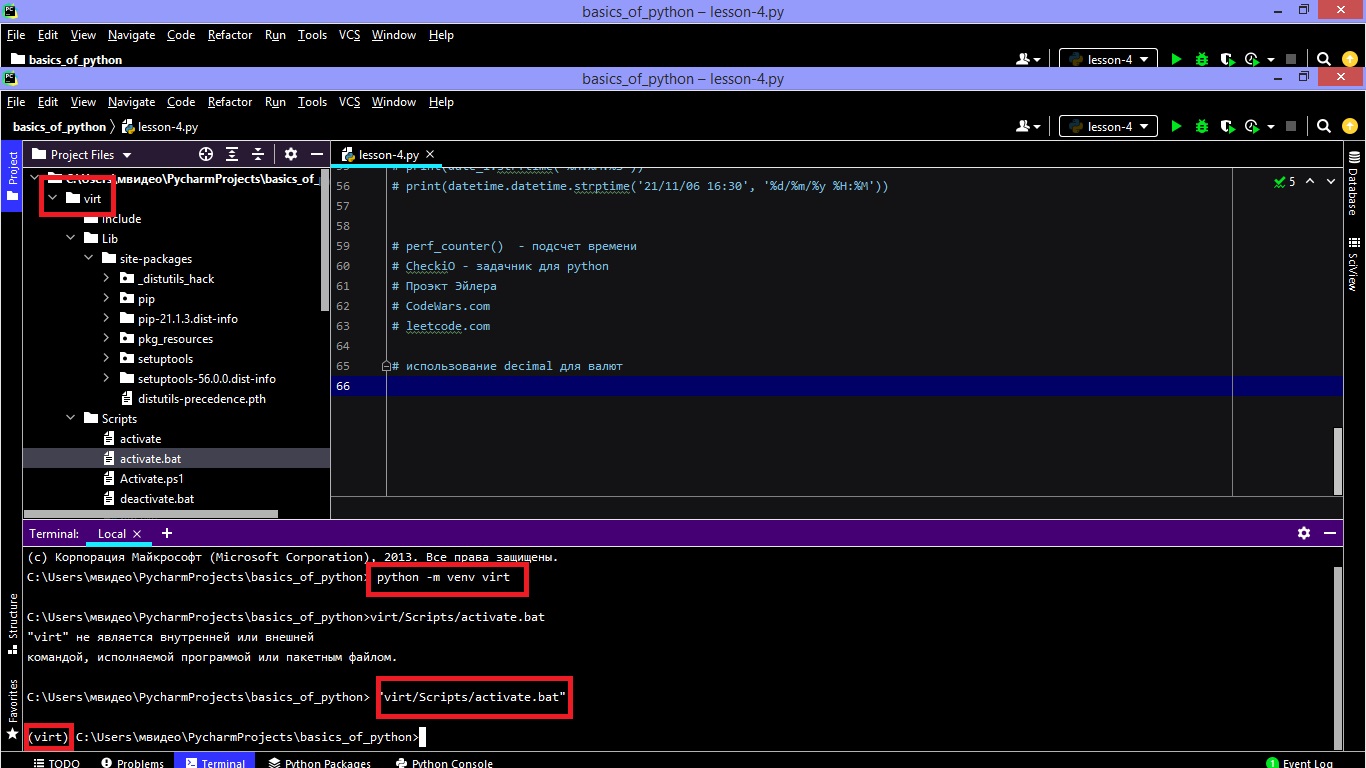 basics_of_python – lesson-4.py
File Edit View Navigate Code Refactor Run Tools VCS Window Help
basics_of_python
lesson-4
basics_of_python – lesson-4.py
File Edit View Navigate Code Refactor Run Tools VCS Window Help
basics_of_python lesson-4.py
lesson-4
Project
Project Files
C:\Users\мвидео\PycharmProjects\basics_of_
virt
Include
Lib
site-packages
_distutils_hack
pip
pip-21.1.3.dist-info
pkg_resources
setuptools
setuptools-56.0.0.dist-info
distutils-precedence.pth
Scripts
activate
activate.bat
Activate.ps1
deactivate.bat
lesson-4.py
5
56 # print(datetime.datetime.strptime('21/11/06 16:30', '%d/%m/%y %H:%M'))
57
58
59 # perf_counter()  - подсчет времени
60 # CheckiO - задачник для python
61 # Проэкт Эйлера
62 # CodeWars.com
63 # leetcode.com
64
65 # использование decimal для валют
66
Database
SciView
Terminal: Local
(c) Корпорация Майкрософт (Microsoft Corporation), 2013. Все права защищены.
C:\Users\мвидео\PycharmProjects\basics_of_python> python -m venv virt
C:\Users\мвидео\PycharmProjects\basics_of_python>virt/Scripts/activate.bat
"virt" не является внутренней или внешней
командой, исполняемой программой или пакетным файлом.
C:\Users\мвидео\PycharmProjects\basics_of_python> "virt/Scripts/activate.bat"
(virt) C:\Users\мвидео\PycharmProjects\basics_of_python>
Structure
Favorites
TODO Problems Terminal Python Packages Python Console
1 Event Log